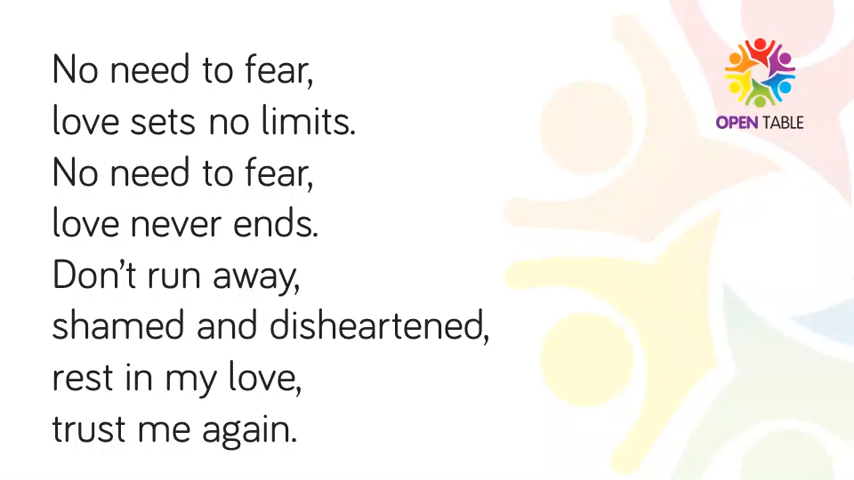 No need to fear,
love sets no limits.
No need to fear,
love never ends.
Don’t run away,
shamed and disheartened,
rest in my love,
trust me again.
OPEN TABLE